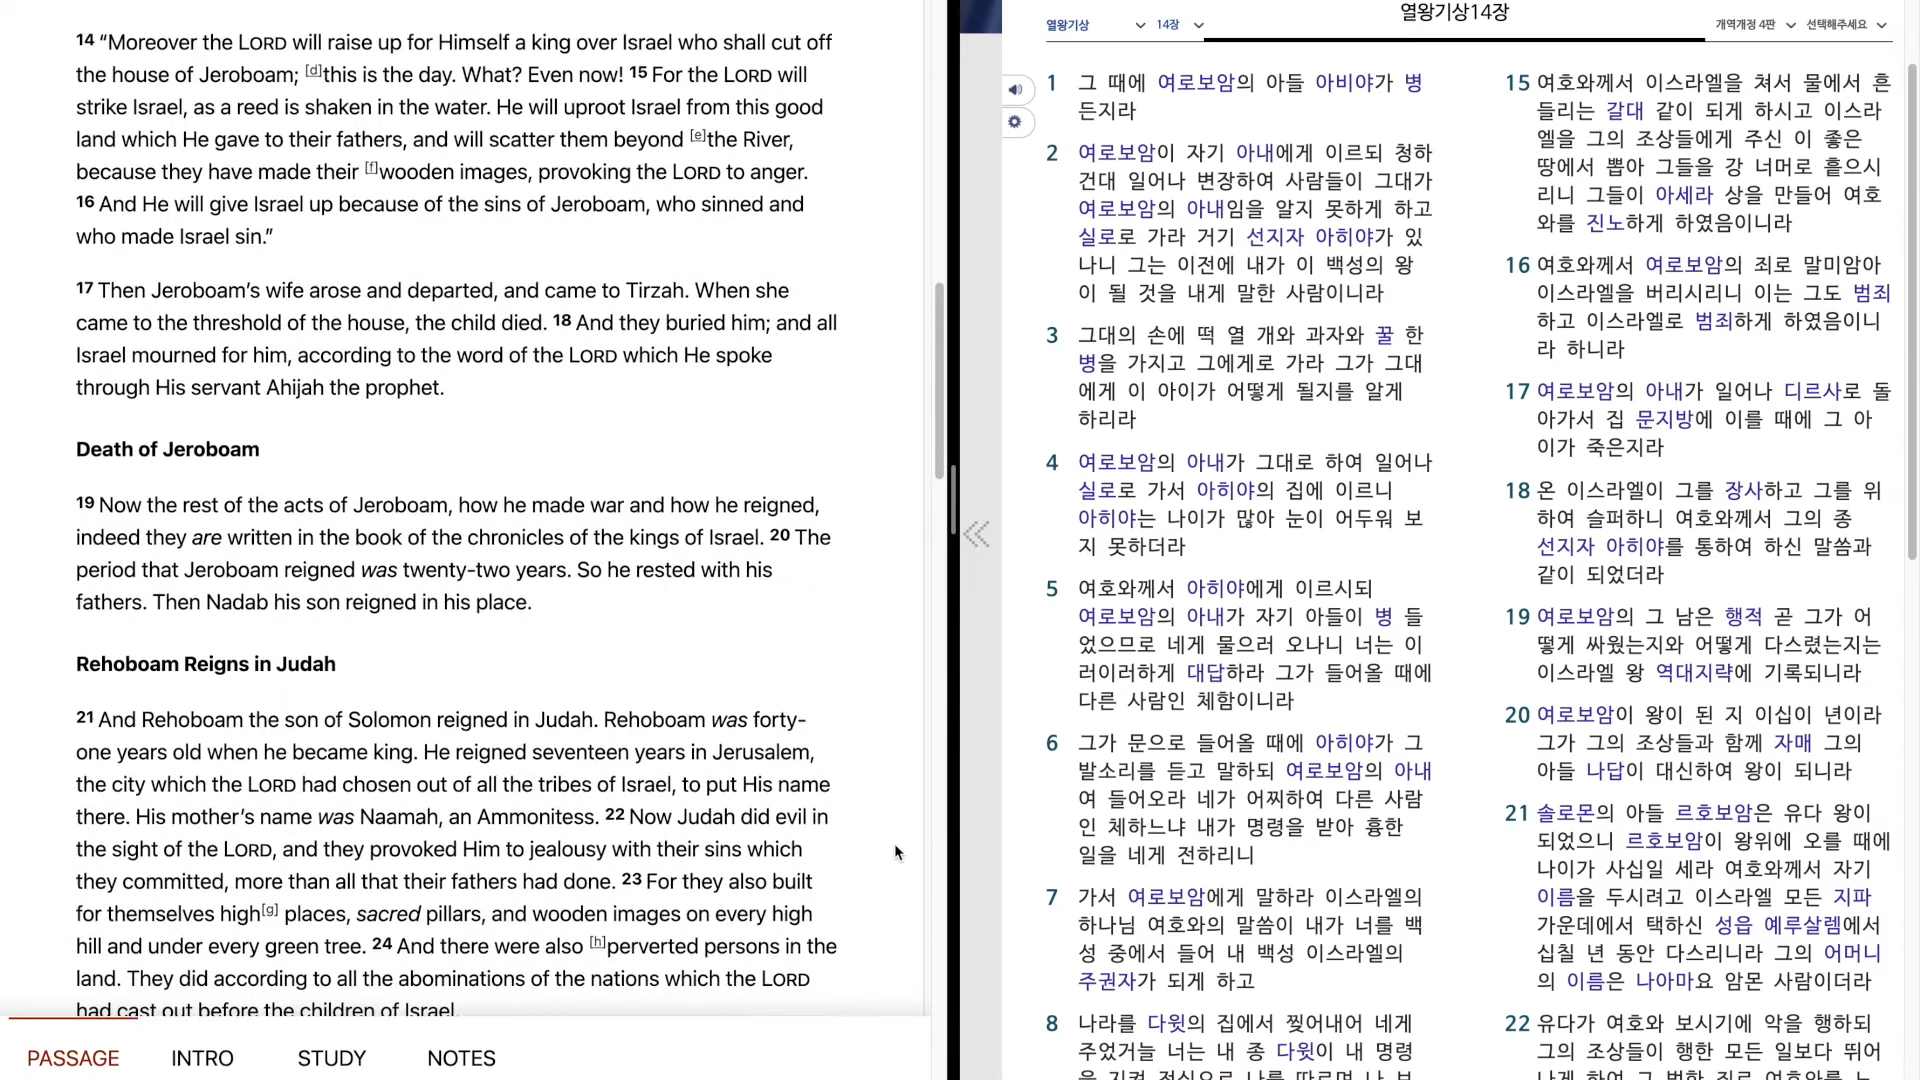 14 “Moreover the LORD will raise up for Himself a king over Israel who shall cut off
the house of Jeroboam; [d]this is the day. What? Even now! 15 For the LORD will
strike Israel, as a reed is shaken in the water. He will uproot Israel from this good
land which He gave to their fathers, and will scatter them beyond [e]the River,
because they have made their [f]wooden images, provoking the LORD to anger.
16 And He will give Israel up because of the sins of Jeroboam, who sinned and
who made Israel sin.”
17 Then Jeroboam’s wife arose and departed, and came to Tirzah. When she
came to the threshold of the house, the child died. 18 And they buried him; and all
Israel mourned for him, according to the word of the LORD which He spoke
through His servant Ahijah the prophet.
Death of Jeroboam
19 Now the rest of the acts of Jeroboam, how he made war and how he reigned,
indeed they are written in the book of the chronicles of the kings of Israel. 20 The
period that Jeroboam reigned was twenty-two years. So he rested with his
fathers. Then Nadab his son reigned in his place.
Rehoboam Reigns in Judah
21 And Rehoboam the son of Solomon reigned in Judah. Rehoboam was forty-
one years old when he became king. He reigned seventeen years in Jerusalem,
the city which the LORD had chosen out of all the tribes of Israel, to put His name
there. His mother’s name was Naamah, an Ammonitess. 22 Now Judah did evil in
the sight of the LORD, and they provoked Him to jealousy with their sins which
they committed, more than all that their fathers had done. 23 For they also built
for themselves high[g] places, sacred pillars, and wooden images on every high
hill and under every green tree. 24 And there were also [h]perverted persons in the
land. They did according to all the abominations of the nations which the LORD
had cast out before the children of Israel.
PASSAGE INTRO STUDY NOTES
열왕기상 14장 열왕기상14장 개역개정 4판 선택해주세요
1 그 때에 여로보암의 아들 아비야가 병
든지라
2 여로보암이 자기 아내에게 이르되 청하
건대 일어나 변장하여 사람들이 그대가
여로보암의 아내임을 알지 못하게 하고
실로로 가라 거기 선지자 아히야가 있
나니 그는 이전에 내가 이 백성의 왕
이 될 것을 내게 말한 사람이니라
3 그대의 손에 떡 열 개와 과자와 꿀 한
병을 가지고 그에게로 가라 그가 그대
에게 이 아이가 어떻게 될지를 알게
하리라
4 여로보암의 아내가 그대로 하여 일어나
실로로 가서 아히야의 집에 이르니
아히야는 나이가 많아 눈이 어두워 보
지 못하더라
5 여호와께서 아히야에게 이르시되
여로보암의 아내가 자기 아들이 병 들
었으므로 네게 물으러 오나니 너는 이
러이러하게 대답하라 그가 들어올 때에
다른 사람인 체함이니라
6 그가 문으로 들어올 때에 아히야가 그
발소리를 듣고 말하되 여로보암의 아내
여 들어오라 네가 어찌하여 다른 사람
인 체하느냐 내가 명령을 받아 흉한
일을 네게 전하리니
7 가서 여로보암에게 말하라 이스라엘의
하나님 여호와의 말씀이 내가 너를 백
성 중에서 들어 내 백성 이스라엘의
주권자가 되게 하고
8 나라를 다윗의 집에서 찢어내어 네게
주었거늘 너는 내 종 다윗이 내 명령
을 지켜 전심으로 나를 따르며 나 보
15 여호와께서 이스라엘을 쳐서 물에서 흔
들리는 갈대 같이 되게 하시고 이스라
엘을 그의 조상들에게 주신 이 좋은
땅에서 뽑아 그들을 강 너머로 흩으시
리니 그들이 아세라 상을 만들어 여호
와를 진노하게 하였음이니라
16 여호와께서 여로보암의 죄로 말미암아
이스라엘을 버리시리니 이는 그도 범죄
하고 이스라엘로 범죄하게 하였음이니
라 하니라
17 여로보암의 아내가 일어나 디르사로 돌
아가서 집 문지방에 이를 때에 그 아
이가 죽은지라
18 온 이스라엘이 그를 장사하고 그를 위
하여 슬퍼하니 여호와께서 그의 종
선지자 아히야를 통하여 하신 말씀과
같이 되었더라
19 여로보암의 그 남은 행적 곧 그가 어
떻게 싸웠는지와 어떻게 다스렸는지는
이스라엘 왕 역대지략에 기록되니라
20 여로보암이 왕이 된 지 이십이 년이라
그가 그의 조상들과 함께 자매 그의
아들 나답이 대신하여 왕이 되니라
21 솔로몬의 아들 르호보암은 유다 왕이
되었으니 르호보암이 왕위에 오를 때에
나이가 사십일 세라 여호와께서 자기
이름을 두시려고 이스라엘 모든 지파
가운데에서 택하신 성읍 예루살렘에서
십칠 년 동안 다스리니라 그의 어머니
의 이름은 나아마요 암몬 사람이더라
22 유다가 여호와 보시기에 악을 행하되
그의 조상들이 행한 모든 일보다 뛰어
나게 하여 그 범한 죄로 여호와를 노